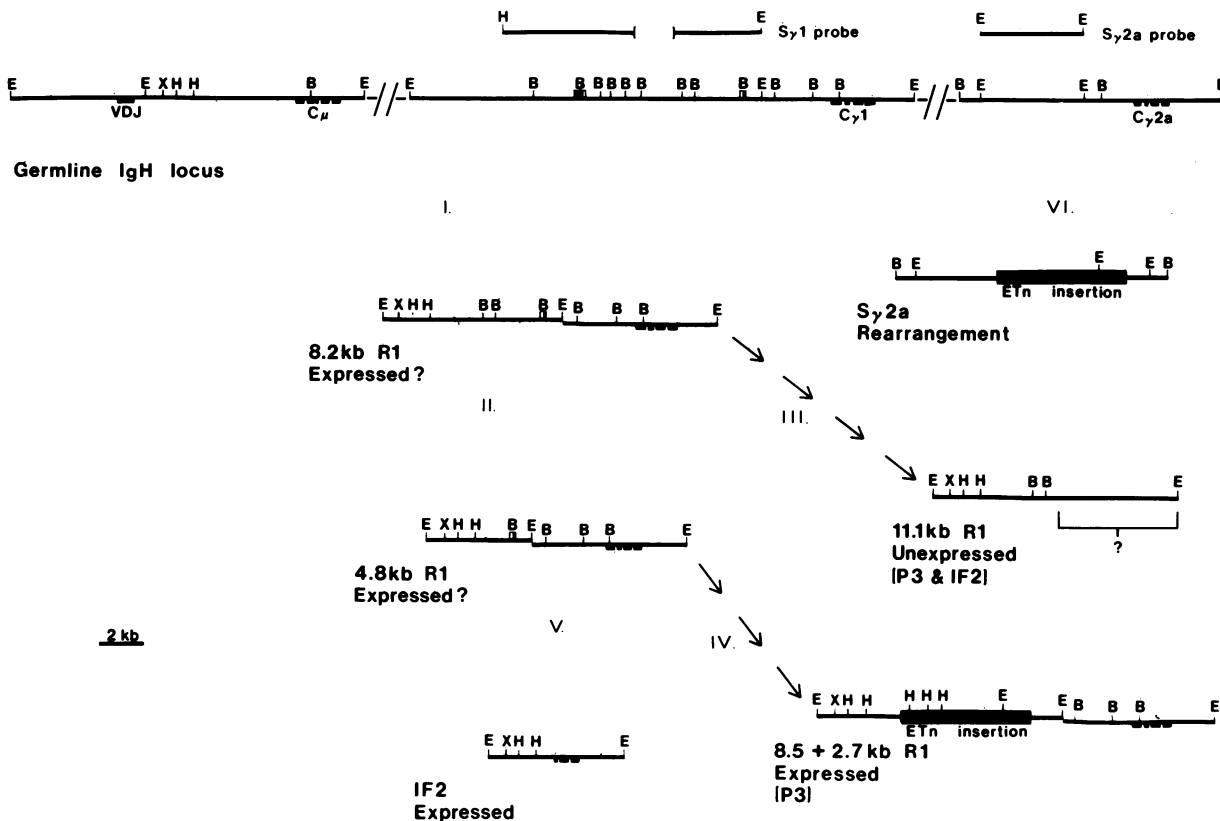 H E Sγ1 probe E E Sγ2a probe
E E X H H B E E B B B B B B B B B B E B B B E B E E B E
VDJ Cμ Cγ1 Cγ2a
Germline IgH locus
I.
VI.
B E E E B
ETn insertion
Sγ2a
Rearrangement
E X H H B B B E B B B E
8.2kb R1
Expressed ?
II.
III.
E X H H B B E
?
11.1kb R1
Unexpressed
(P3 & IF2)
E X H H B E B B B E
4.8kb R1
Expressed ?
2 kb
V.
IV.
E X H H H H H E E B B B E
ETn insertion
8.5 + 2.7kb R1
Expressed
(P3)
E X H H E
IF2
Expressed